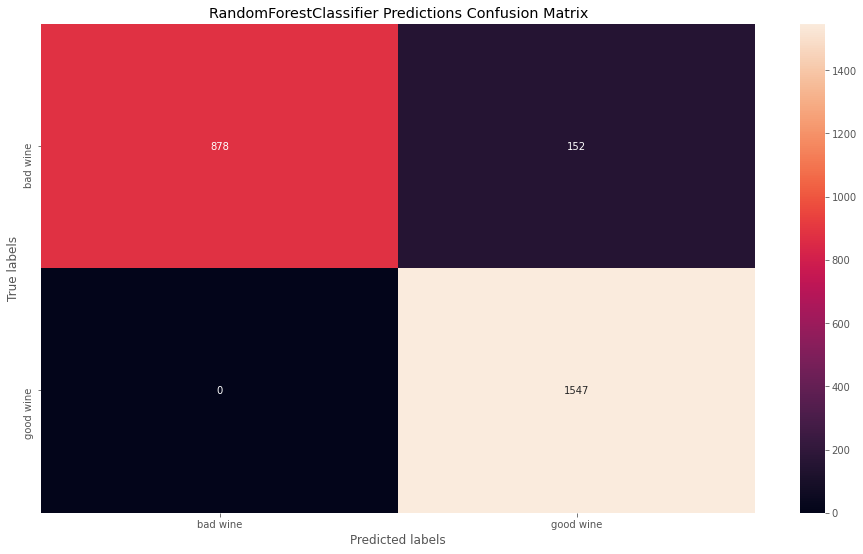 RandomForestClassifier Predictions Confusion Matrix
True labels
bad wine
good wine
878
152
0
1547
bad wine
good wine
Predicted labels
1400
1200
1000
800
600
400
200
0